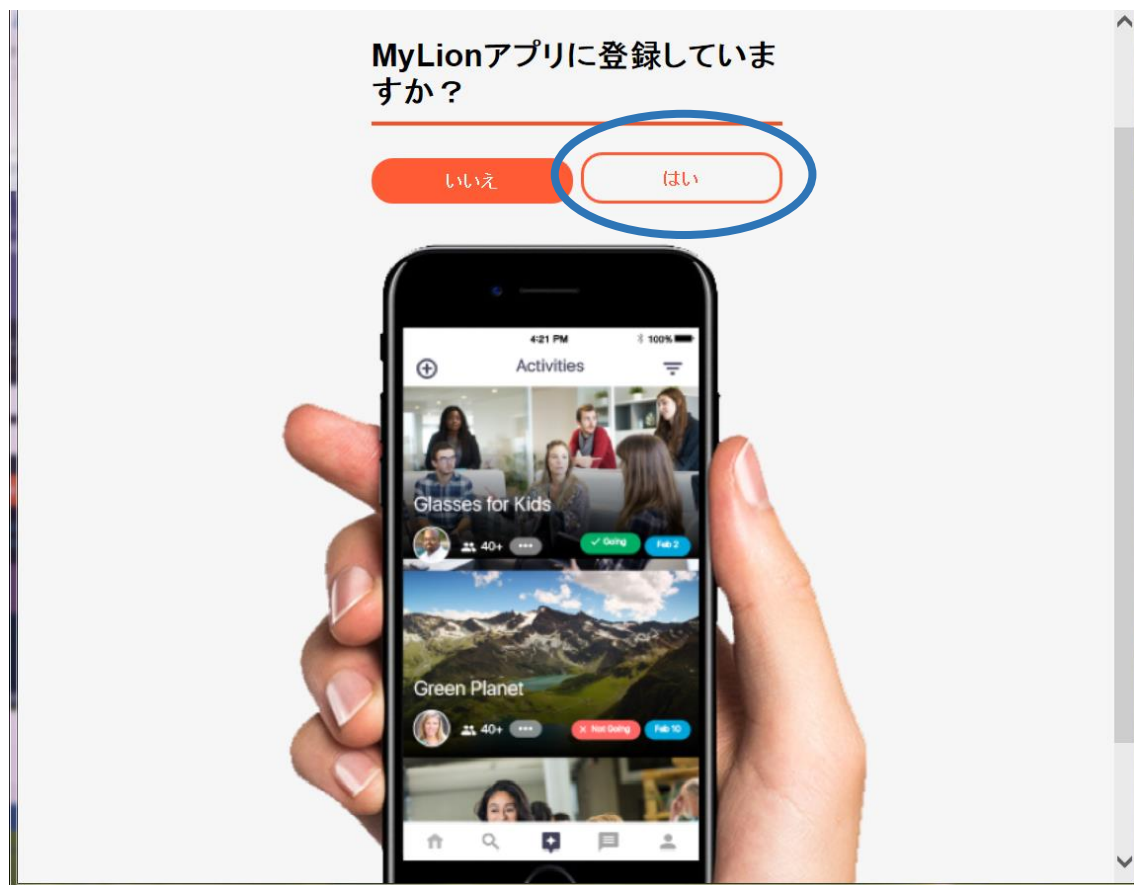 MyLionアプリに登録していま
すか？
いいえ
はい
4:21 PM
100%
Activities
Glasses for Kids
40+
Going
Feb 2
Green Planet
40+
Not Going
Feb 10